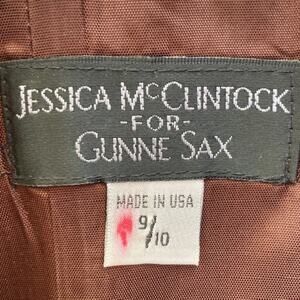 JESSICA McCLINTOCK
-FOR-
GUNNE SAX
MADE IN USA
9/10